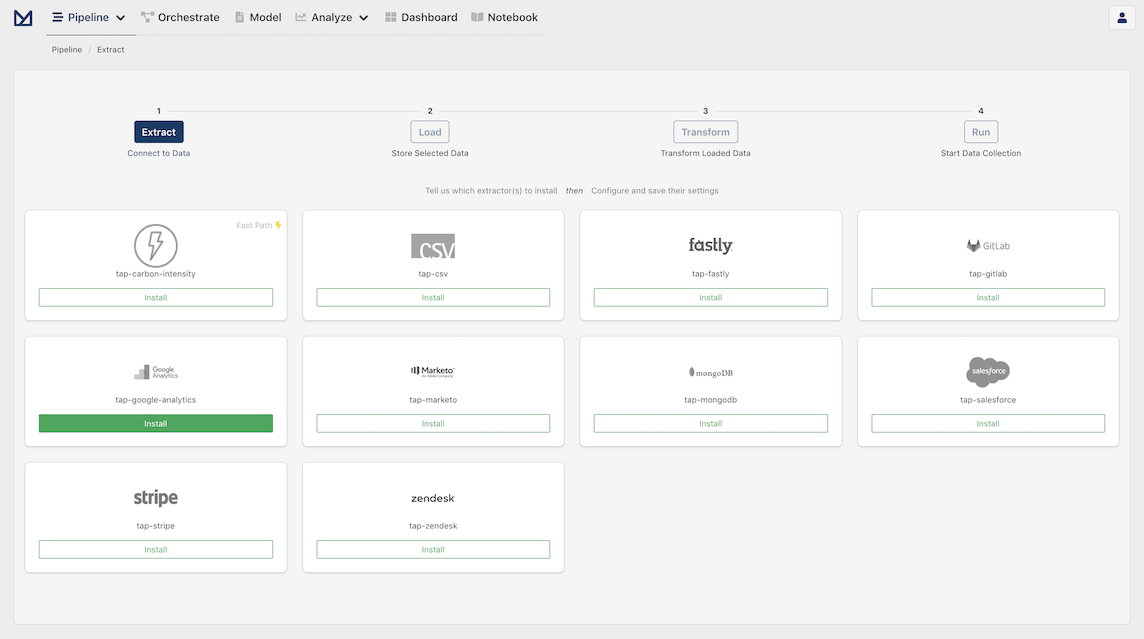 Pipeline Orchestrate Model Analyze Dashboard Notebook
Pipeline / Extract
1 2 3 4
Extract Load Transform Run
Connect to Data Store Selected Data Transform Loaded Data Start Data Collection
Tell us which extractor(s) to install then Configure and save their settings
Fast Path
CSV fastly GitLab
tap-carbon-intensity tap-csv tap-fastly tap-gitlab
Install Install Install Install
Google Analytics Marketo An Adobe Company mongoDB salesforce
tap-google-analytics tap-marketo tap-mongodb tap-salesforce
Install Install Install Install
stripe zendesk
tap-stripe tap-zendesk
Install Install